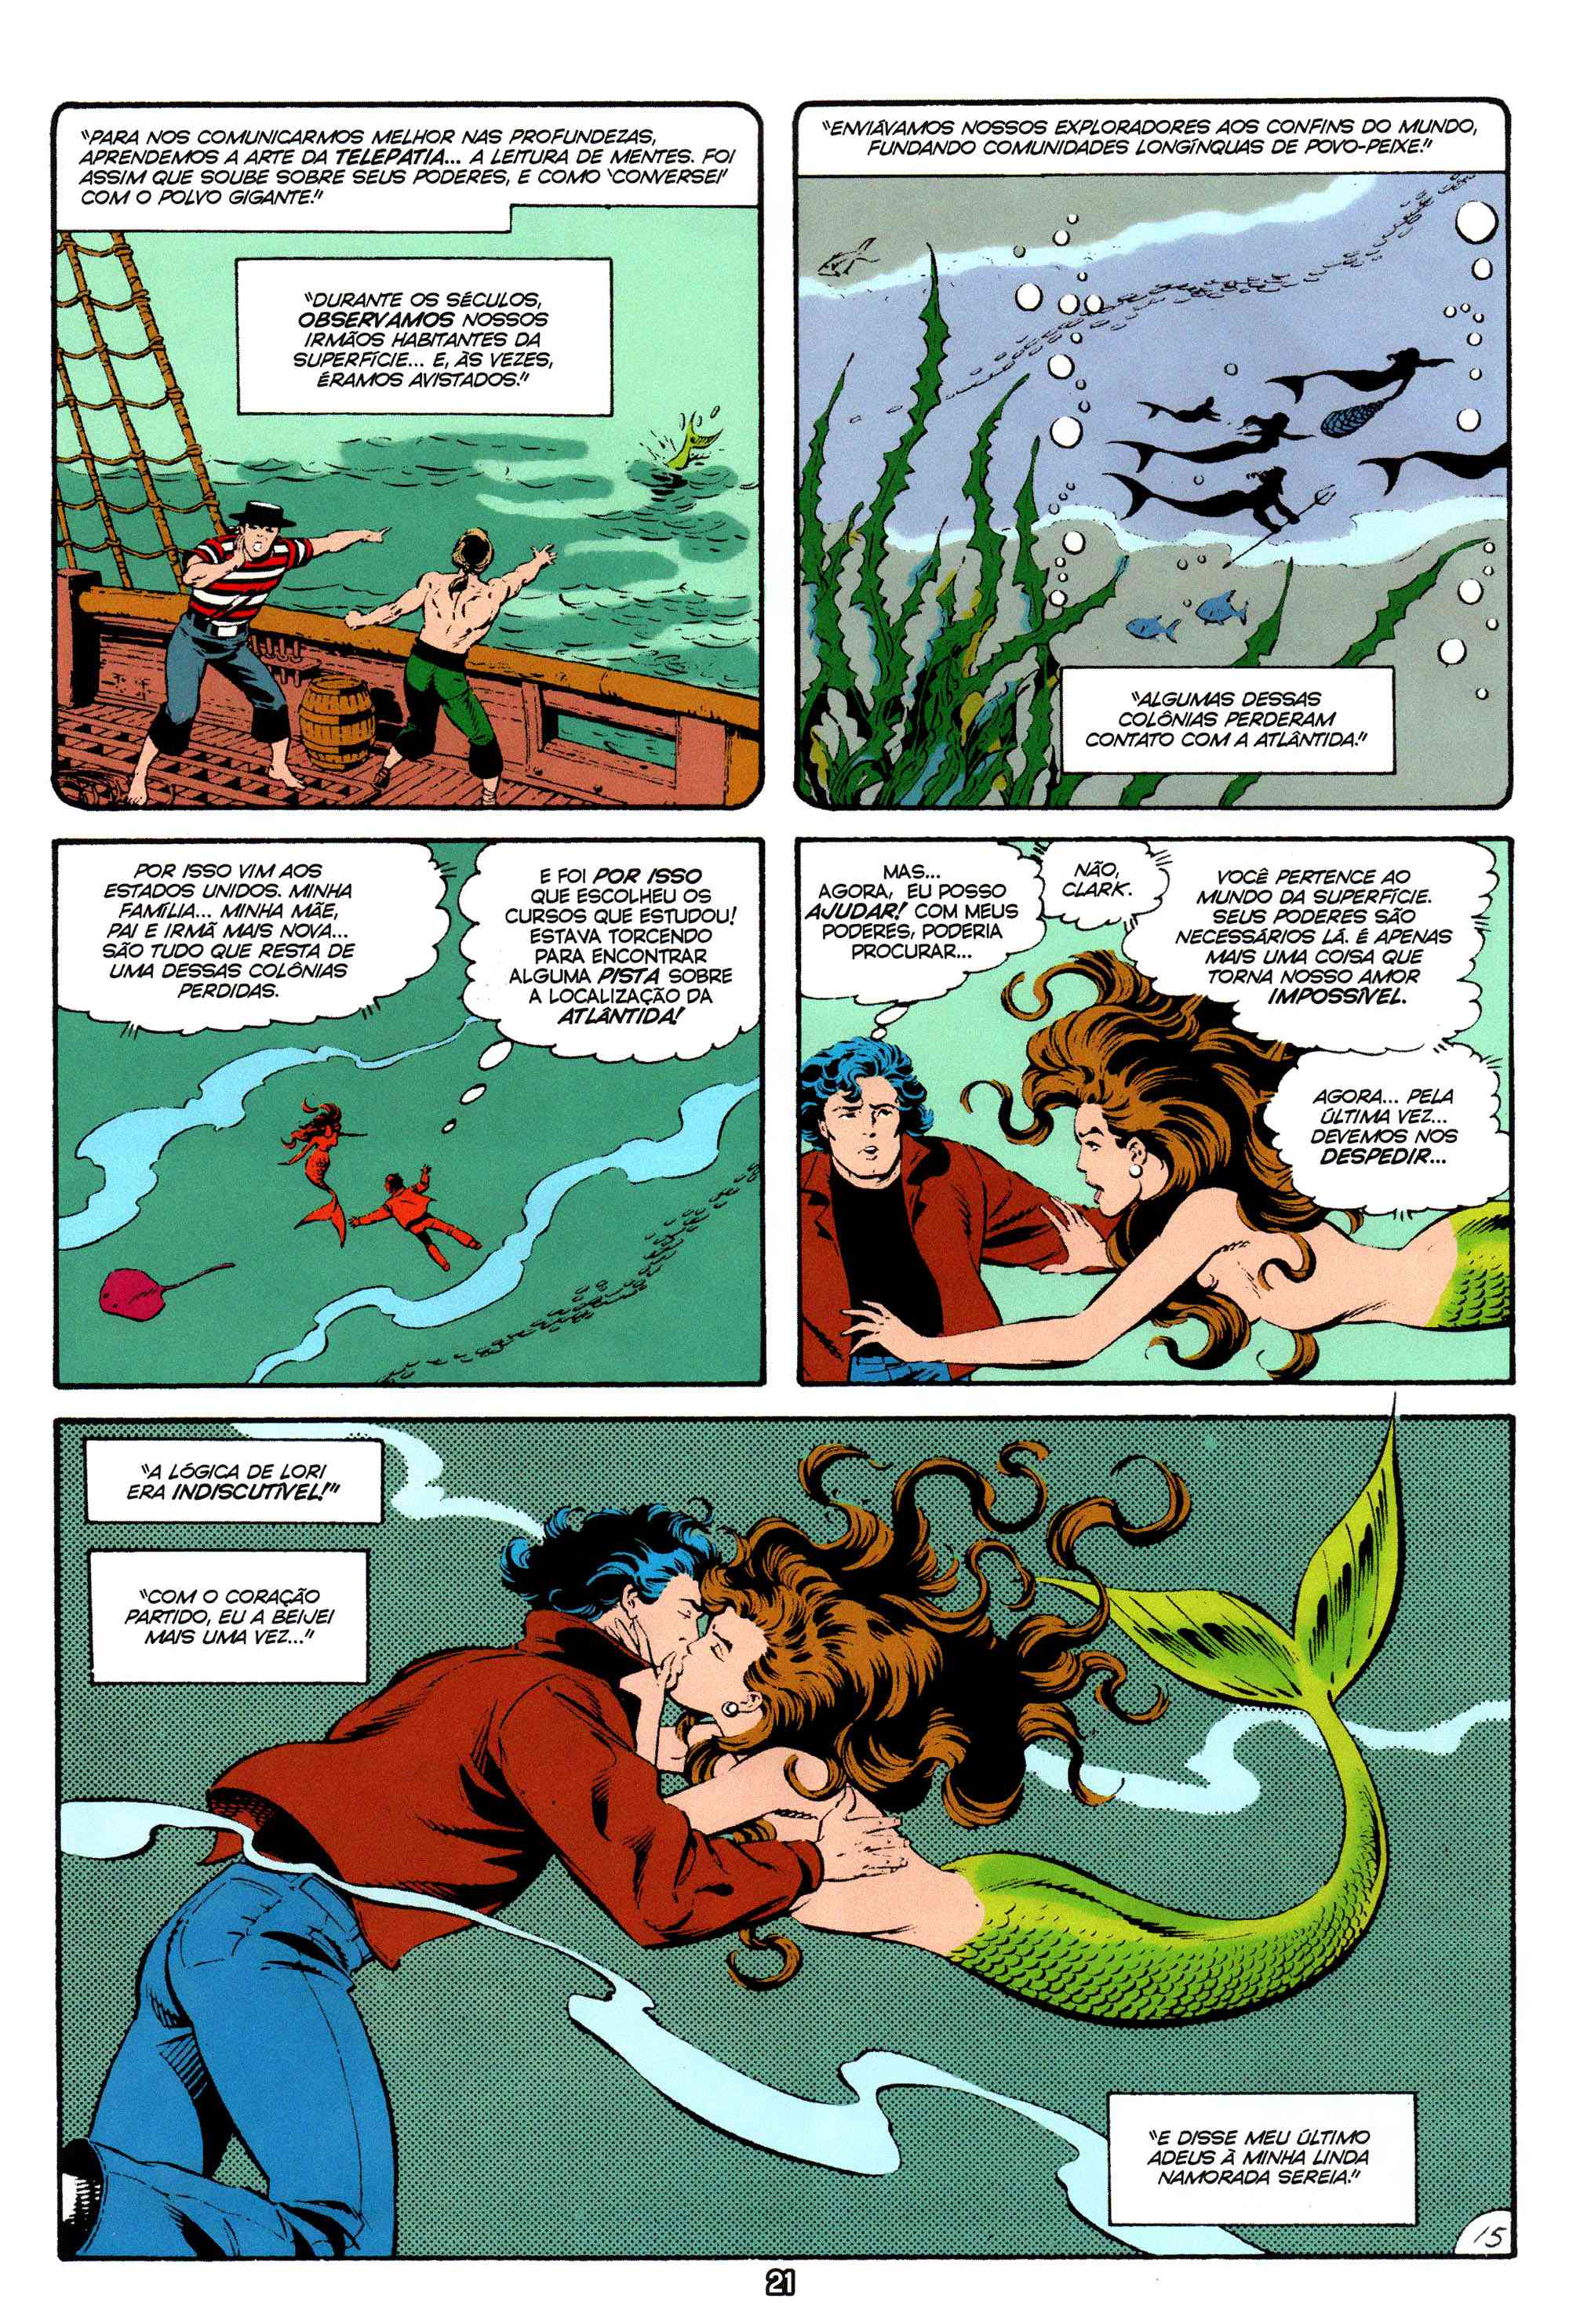 "PARA NOS COMUNICARMOS MELHOR NAS PROFUNDEZAS,
APRENDEMOS A ARTE DA TELEPATIA... A LEITURA DE MENTES. FOI
ASSIM QUE SOUBE SOBRE SEUS PODERES, E COMO 'CONVERSEI'
COM O POLVO GIGANTE."
"DURANTE OS SÉCULOS,
OBSERVAMOS NOSSOS
IRMÃOS HABITANTES DA
SUPERFÍCIE... E, ÀS VEZES,
ÉRAMOS AVISTADOS."
"ENVIÁVAMOS NOSSOS EXPLORADORES AOS CONFINS DO MUNDO,
FUNDANDO COMUNIDADES LONGÍNQUAS DE POVO-PEIXE."
"ALGUMAS DESSAS
COLÔNIAS PERDERAM
CONTATO COM A ATLÂNTIDA."
POR ISSO VIM AOS
ESTADOS UNIDOS. MINHA
FAMÍLIA... MINHA MÃE,
PAI E IRMÃ MAIS NOVA...
SÃO TUDO QUE RESTA DE
UMA DESSAS COLÔNIAS
PERDIDAS.
E FOI POR ISSO
QUE ESCOLHEU OS
CURSOS QUE ESTUDOU!
ESTAVA TORCENDO
PARA ENCONTRAR
ALGUMA PISTA SOBRE
A LOCALIZAÇÃO DA
ATLÂNTIDA!
MAS...
AGORA, EU POSSO
AJUDAR! COM MEUS
PODERES, PODERIA
PROCURAR...
NÃO,
CLARK.
VOCÊ PERTENCE AO
MUNDO DA SUPERFÍCIE.
SEUS PODERES SÃO
NECESSÁRIOS LÁ. É APENAS
MAIS UMA COISA QUE
TORNA NOSSO AMOR
IMPOSSÍVEL.
AGORA... PELA
ÚLTIMA VEZ...
DEVEMOS NOS
DESPEDIR...
"A LÓGICA DE LORI
ERA INDISCUTÍVEL!"
"COM O CORAÇÃO
PARTIDO, EU A BEIJEI
MAIS UMA VEZ..."
"E DISSE MEU ÚLTIMO
ADEUS À MINHA LINDA
NAMORADA SEREIA."
15
21